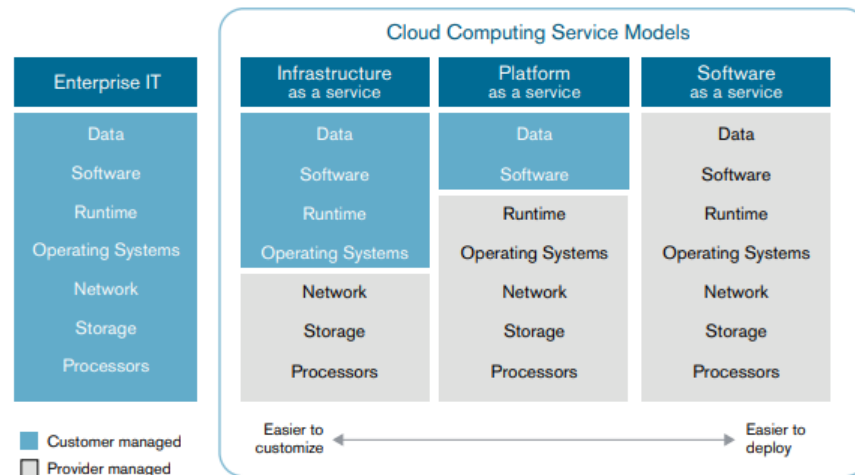 Cloud Computing Service Models
Enterprise IT
Data
Software
Runtime
Operating Systems
Network
Storage
Processors
Infrastructure
as a service
Data
Software
Runtime
Operating Systems
Network
Storage
Processors
Platform
as a service
Data
Software
Runtime
Operating Systems
Network
Storage
Processors
Software
as a service
Data
Software
Runtime
Operating Systems
Network
Storage
Processors
Easier to
customize
Easier to
deploy
Customer managed
Provider managed